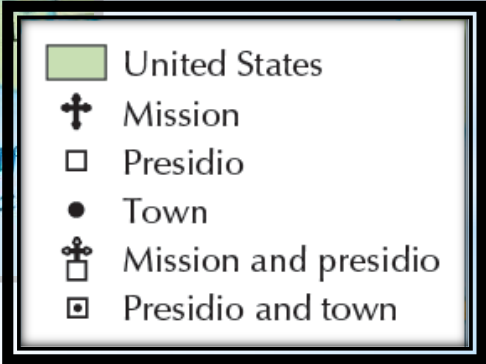 United States
Mission
Presidio
Town
Mission and presidio
Presidio and town